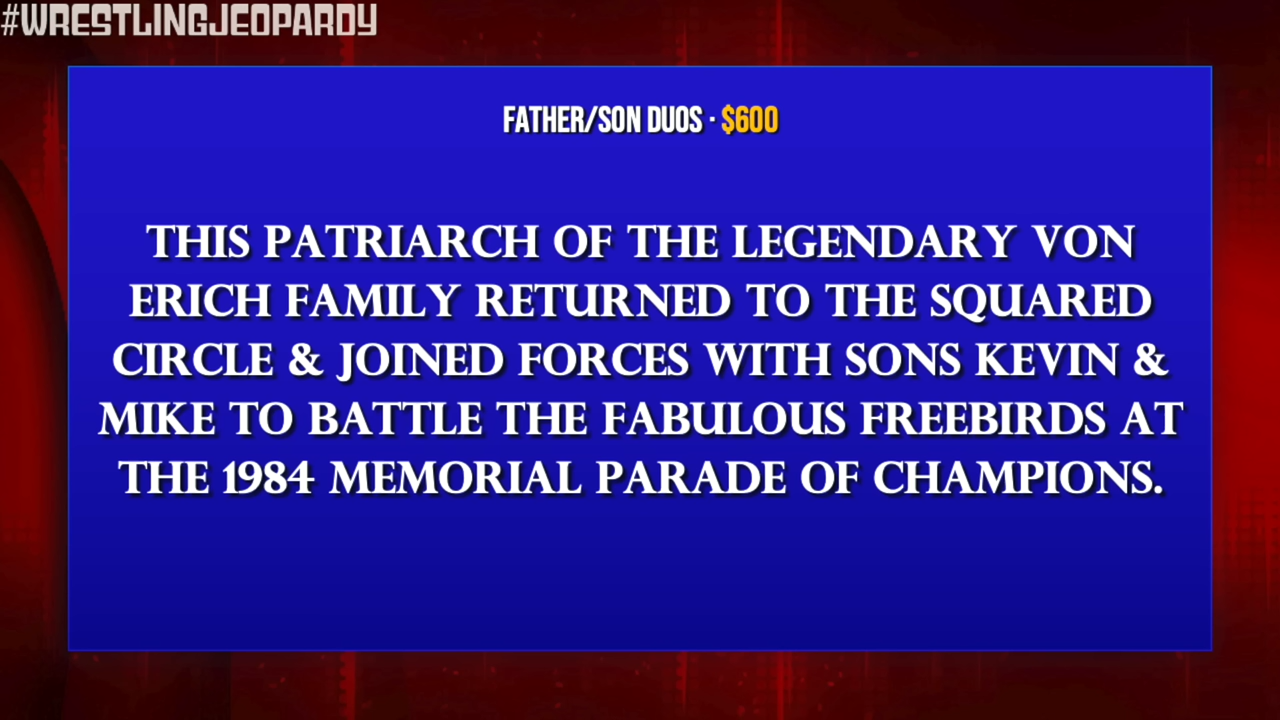 #WRESTLINGJEOPARDY
FATHER/SON DUOS · $600
THIS PATRIARCH OF THE LEGENDARY VON
ERICH FAMILY RETURNED TO THE SQUARED
CIRCLE & JOINED FORCES WITH SONS KEVIN &
MIKE TO BATTLE THE FABULOUS FREEBIRDS AT
THE 1984 MEMORIAL PARADE OF CHAMPIONS.